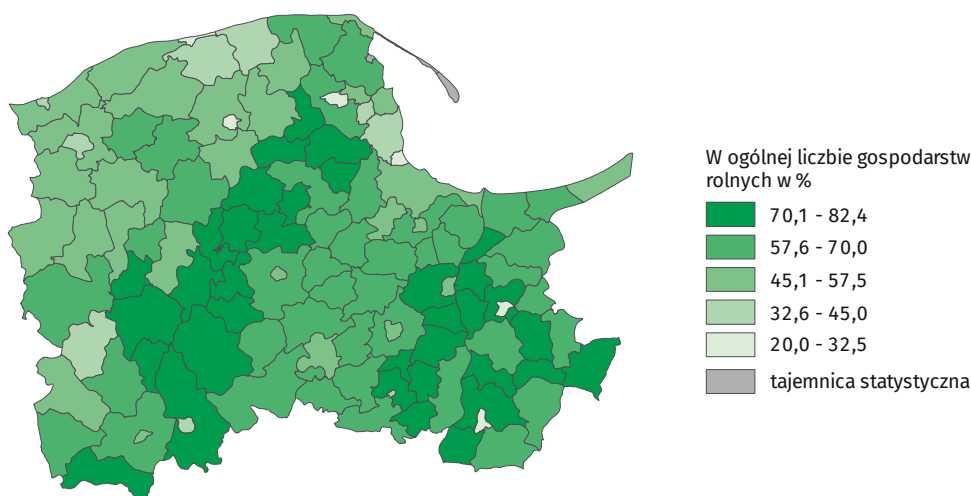 W ogólnej liczbie gospodarstw
rolnych w %
70,1 - 82,4
57,6 - 70,0
45,1 - 57,5
32,6 - 45,0
20,0 - 32,5
tajemnica statystyczna